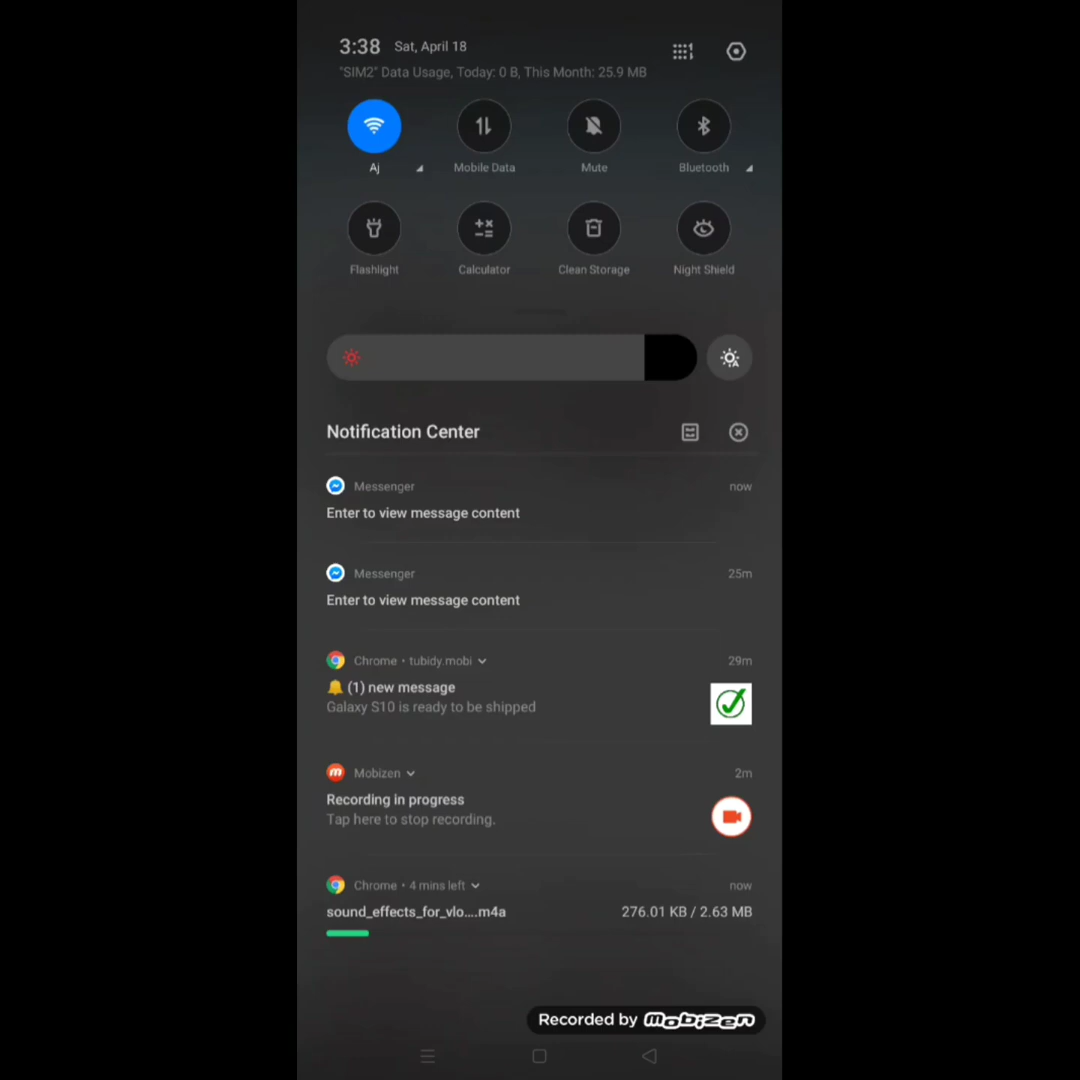 3:38 Sat, April 18
"SIM2" Data Usage, Today: 0 B, This Month: 25.9 MB
Aj Mobile Data Mute Bluetooth
Flashlight Calculator Clean Storage Night Shield
Notification Center
Messenger now
Enter to view message content
Messenger 25m
Enter to view message content
Chrome • tubidy.mobi 29m
(1) new message
Galaxy S10 is ready to be shipped
Mobizen 2m
Recording in progress
Tap here to stop recording.
Chrome • 4 mins left now
sound_effects_for_vlo....m4a 276.01 KB / 2.63 MB
Recorded by mobizen